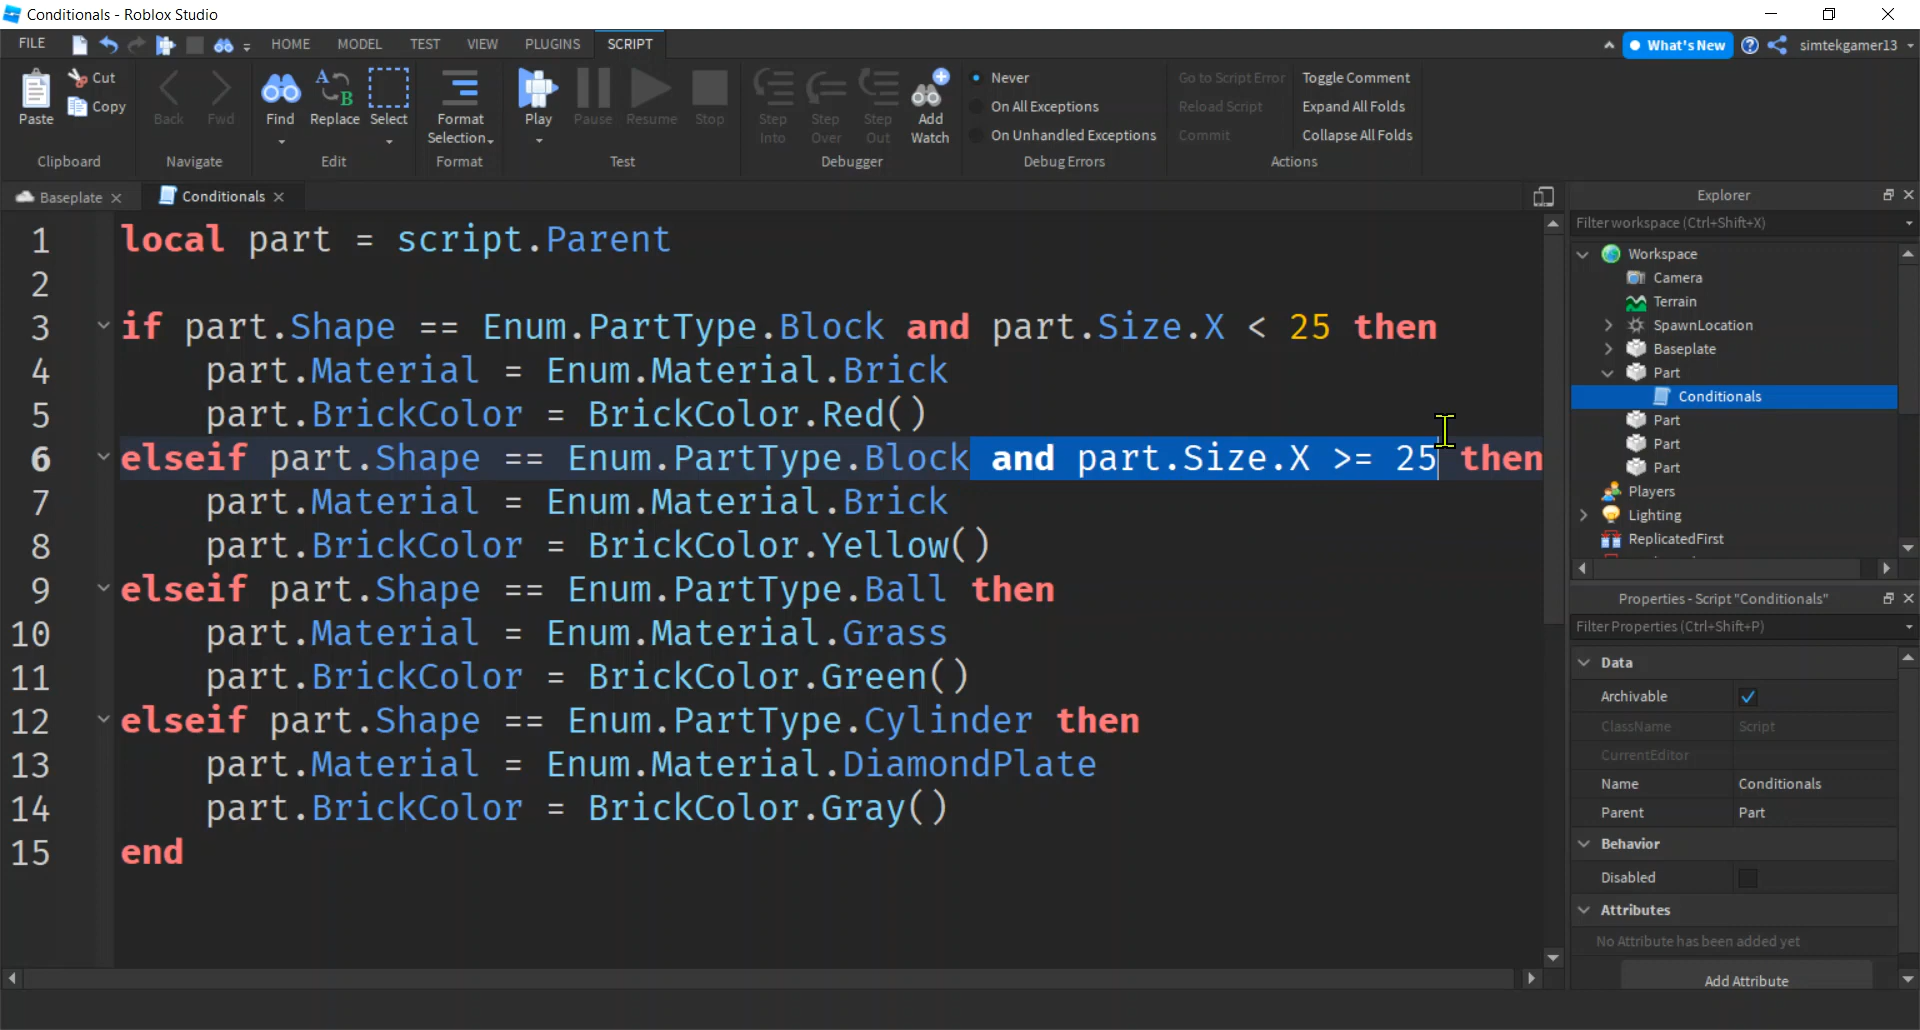 Conditionals - Roblox Studio
FILE HOME MODEL TEST VIEW PLUGINS SCRIPT What's New simtekgamer13
Paste Cut Copy Clipboard
Back Fwd Navigate
Find Replace Select Edit
Format Selection Format
Play Pause Resume Stop Test
Step Into Step Over Step Out Add Watch Debugger
Never
On All Exceptions
On Unhandled Exceptions
Debug Errors
Go to Script Error Toggle Comment
Reload Script Expand All Folds
Commit Collapse All Folds
Actions
Baseplate Conditionals
1 local part = script.Parent
2
3 if part.Shape == Enum.PartType.Block and part.Size.X < 25 then
4 part.Material = Enum.Material.Brick
5 part.BrickColor = BrickColor.Red()
6 elseif part.Shape == Enum.PartType.Block and part.Size.X >= 25 then
7 part.Material = Enum.Material.Brick
8 part.BrickColor = BrickColor.Yellow()
9 elseif part.Shape == Enum.PartType.Ball then
10 part.Material = Enum.Material.Grass
11 part.BrickColor = BrickColor.Green()
12 elseif part.Shape == Enum.PartType.Cylinder then
13 part.Material = Enum.Material.DiamondPlate
14 part.BrickColor = BrickColor.Gray()
15 end
Explorer
Filter workspace (Ctrl+Shift+X)
Workspace
Camera
Terrain
SpawnLocation
Baseplate
Part
Conditionals
Part
Part
Part
Players
Lighting
ReplicatedFirst
Properties - Script "Conditionals"
Filter Properties (Ctrl+Shift+P)
Data
Archivable
ClassName Script
CurrentEditor
Name Conditionals
Parent Part
Behavior
Disabled
Attributes
No Attribute has been added yet
Add Attribute